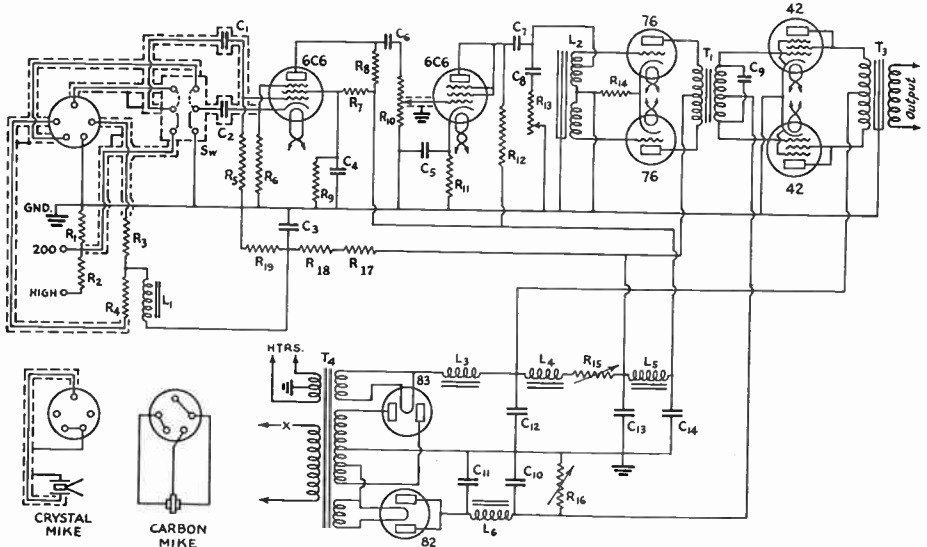 C1
6C6
C6
6C6
C7
76
42
L2
T1
T3
R8
C8
R14
C9
R7
R13
R10
OUTPUT
C2
Sw
R5
R6
C4
C5
R12
R9
R11
76
42
GND.
R1
R3
C3
200
R19
R18
R17
R2
HIGH
R4
L1
HTRS.
T4
L3
L4
R15
L5
83
X
C12
C13
C14
C11
C10
R16
L6
82
CRYSTAL
MIKE
CARBON
MIKE